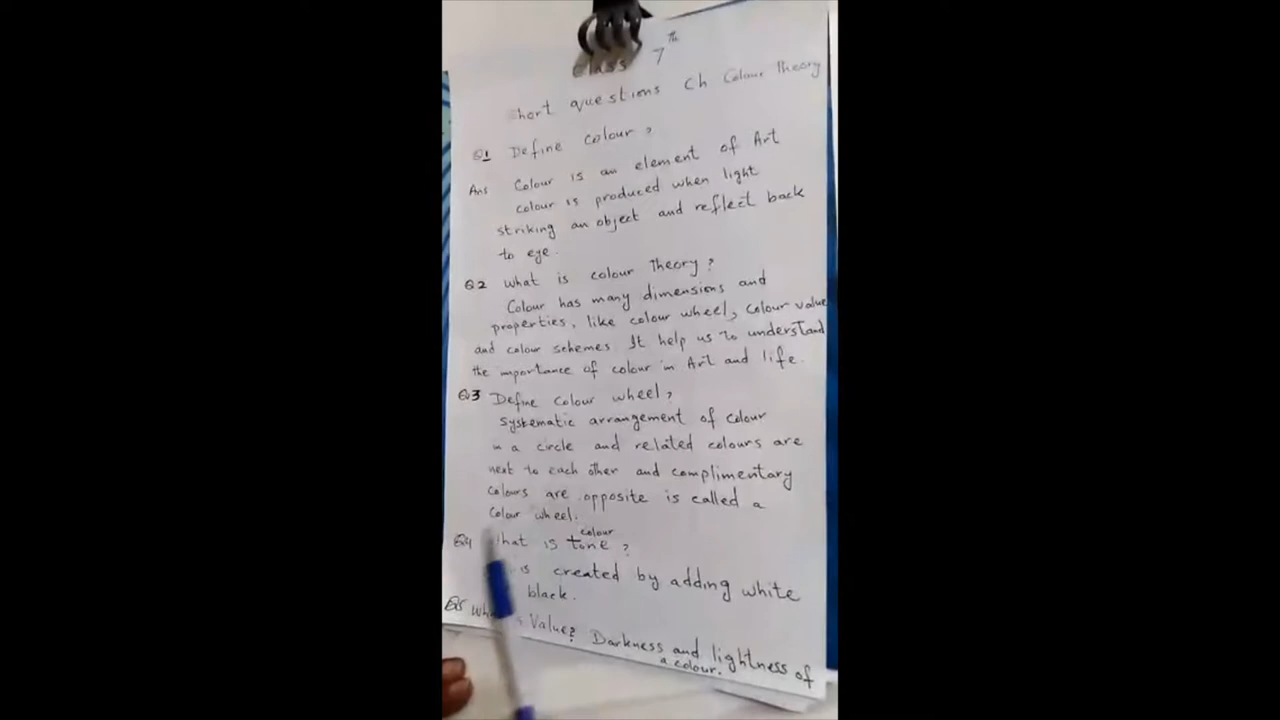 Class 7th
Short questions Ch Colour Theory
Q1 Define colour?
Ans Colour is an element of Art
colour is produced when light
striking an object and reflect back
to eye.
Q2 What is colour Theory?
Colour has many dimensions and
properties, like colour wheel, colour value
and colour schemes. It help us to understand
the importance of colour in Art and life.
Q3 Define Colour wheel?
Systematic arrangement of colour
in a circle and related colours are
next to each other and complimentary
colours are opposite is called a
Colour wheel.
Q4 What is colour tone?
is created by adding white
black.
Q5 Value? Darkness and lightness of
a colour.